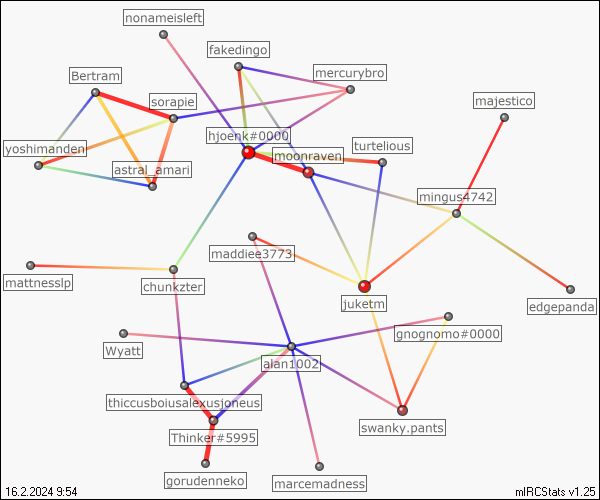 nonameisleft
fakedingo
mercurybro
Bertram
sorapie
majestico
hjoenk#0000
turtelious
yoshimanden
moonraven
astral_amari
mingus4742
maddiee3773
mattnesslp
chunkzter
juketm
edgepanda
gnognomo#0000
Wyatt
alan1002
thiccusboiusalexusjoneus
swanky.pants
Thinker#5995
gorudenneko
marcemadness
16.2.2024 9:54
mIRCStats v1.25